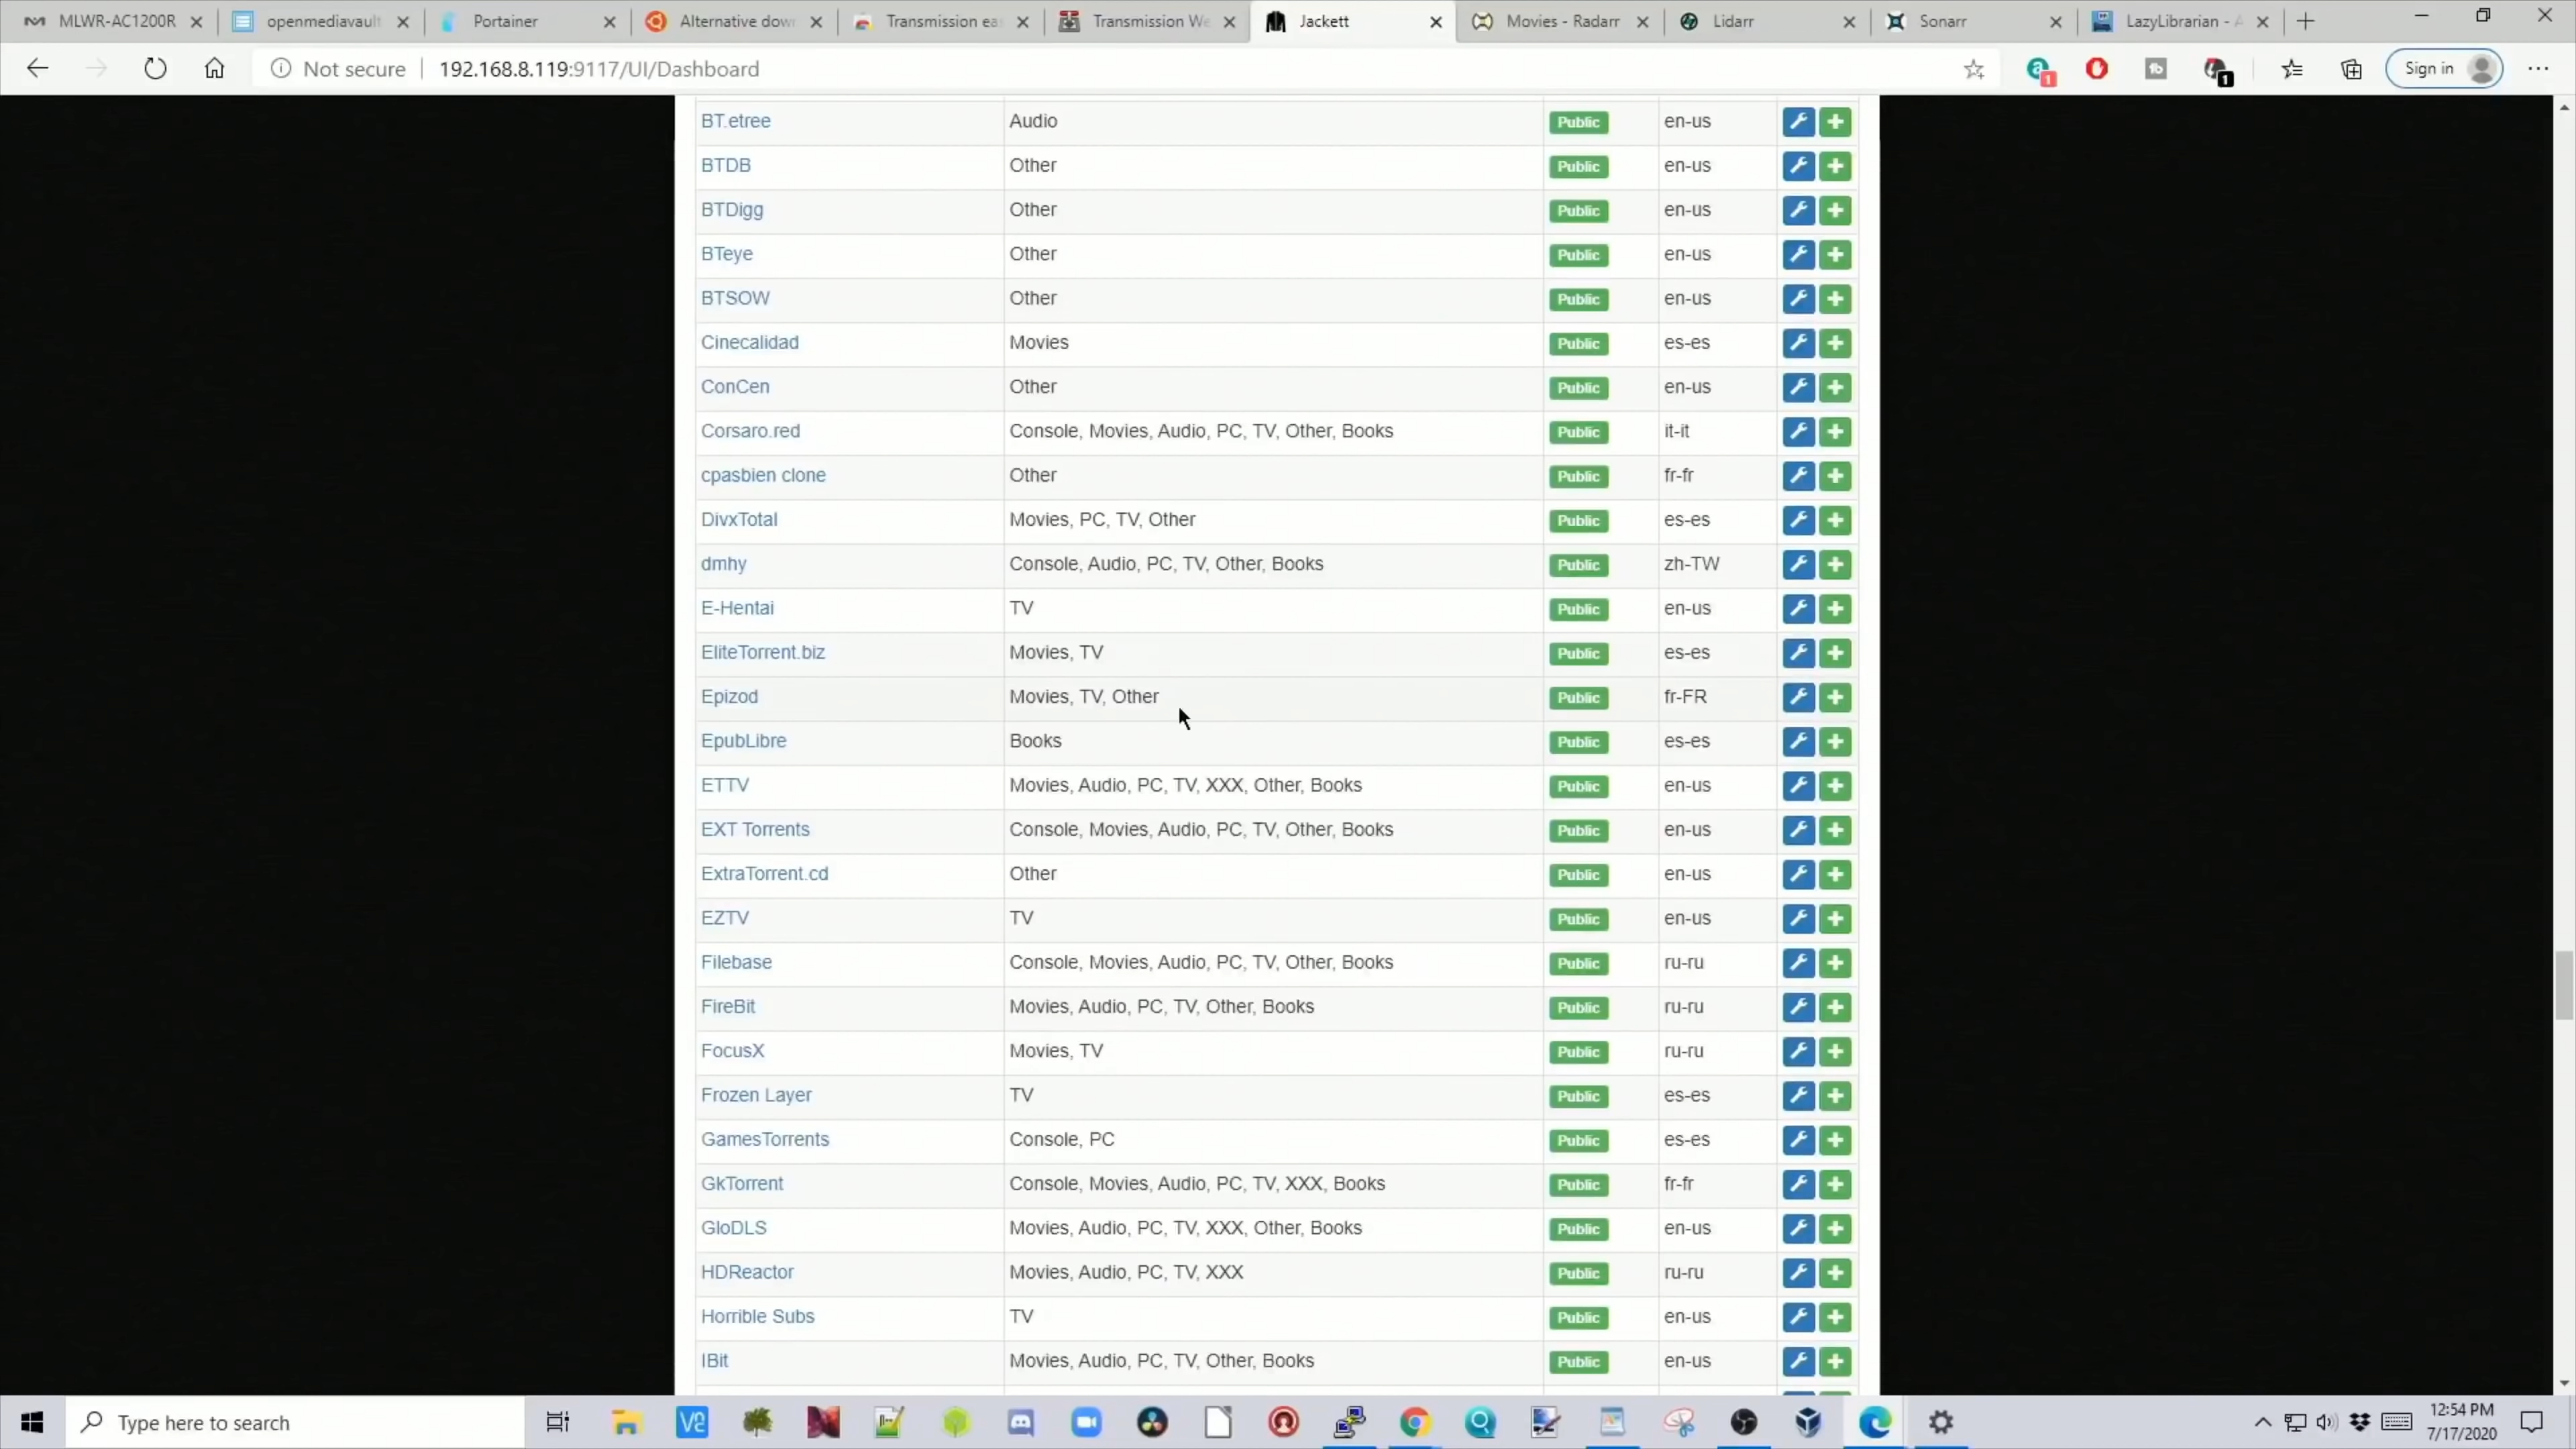 MLWR-AC1200R openmediavault Portainer Alternative dow Transmission ea Transmission We Jackett Movies - Radarr Lidarr Sonarr LazyLibrarian - A
Not secure 192.168.8.119:9117/UI/Dashboard Sign in
BT.etree Audio Public en-us
BTDB Other Public en-us
BTDigg Other Public en-us
BTeye Other Public en-us
BTSOW Other Public en-us
Cinecalidad Movies Public es-es
ConCen Other Public en-us
Corsaro.red Console, Movies, Audio, PC, TV, Other, Books Public it-it
cpasbien clone Other Public fr-fr
DivxTotal Movies, PC, TV, Other Public es-es
dmhy Console, Audio, PC, TV, Other, Books Public zh-TW
E-Hentai TV Public en-us
EliteTorrent.biz Movies, TV Public es-es
Epizod Movies, TV, Other Public fr-FR
EpubLibre Books Public es-es
ETTV Movies, Audio, PC, TV, XXX, Other, Books Public en-us
EXT Torrents Console, Movies, Audio, PC, TV, Other, Books Public en-us
ExtraTorrent.cd Other Public en-us
EZTV TV Public en-us
Filebase Console, Movies, Audio, PC, TV, Other, Books Public ru-ru
FireBit Movies, Audio, PC, TV, Other, Books Public ru-ru
FocusX Movies, TV Public ru-ru
Frozen Layer TV Public es-es
GamesTorrents Console, PC Public es-es
GkTorrent Console, Movies, Audio, PC, TV, XXX, Books Public fr-fr
GloDLS Movies, Audio, PC, TV, XXX, Other, Books Public en-us
HDReactor Movies, Audio, PC, TV, XXX Public ru-ru
Horrible Subs TV Public en-us
IBit Movies, Audio, PC, TV, Other, Books Public en-us
Type here to search
12:54 PM
7/17/2020